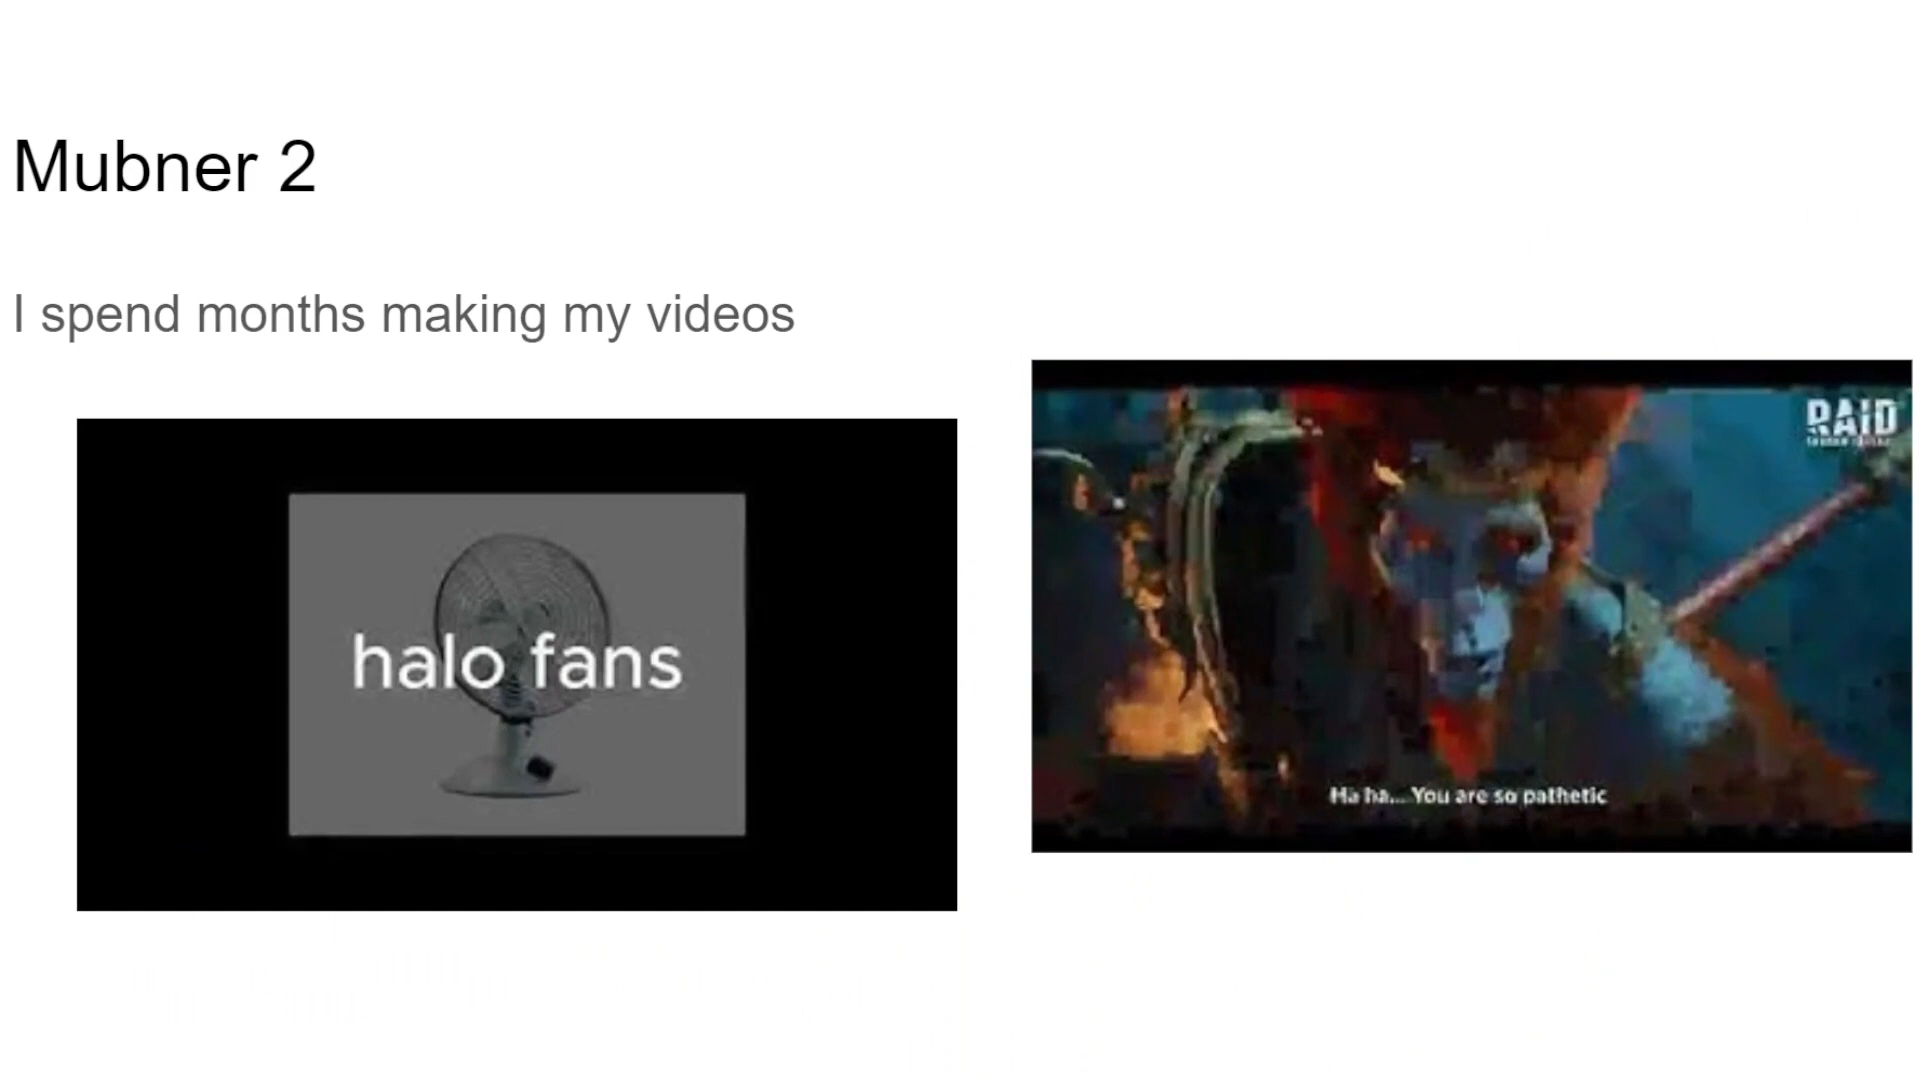 Mubner 2
I spend months making my videos
halo fans
RAID
Ha ha... You are so pathetic